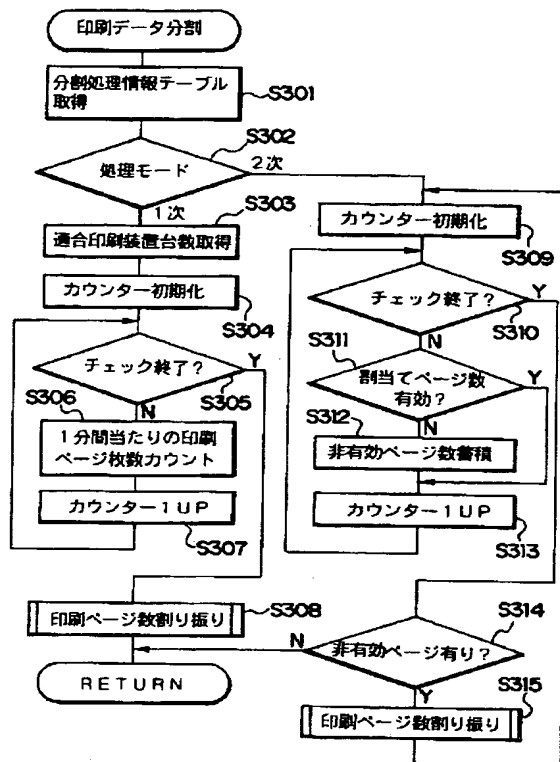 印刷データ分割
分割処理情報テーブル
取得
S301
S302
処理モード
2次
1次
S303
適合印刷装置台数取得
カウンター初期化
S304
チェック終了?
Y
S305
N
S306
1分間当たりの印刷
ページ枚数カウント
カウンター1UP
S307
印刷ページ数割り振り
S308
RETURN
カウンター初期化
S309
チェック終了?
Y
S310
N
S311
割当てページ数
有効?
Y
N
S312
非有効ページ数蓄積
カウンター1UP
S313
S314
非有効ページ有り?
N
Y
S315
印刷ページ数割り振り